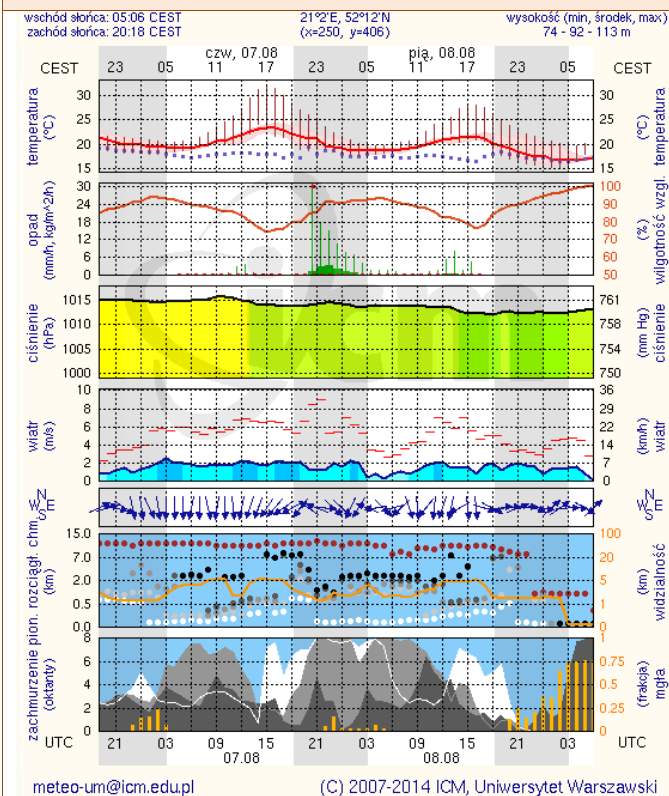 wschód słońca: 05:06 CEST 21°2'E, 52°12'N wysokość (min, środek, max)
zachód słońca: 20:18 CEST (x=250, y=406) 74 - 92 - 113 m
czw, 07.08 pią, 08.08
CEST 23 05 11 17 23 05 11 17 23 05 CEST
temperatura (°C)
30 25 20 15
30 25 20 15
temperatura (°C)
opad (mm/h, kg/m^2/h)
30 24 18 12 6 0
100 90 80 70 60 50
wilgotność wzgl. (%)
ciśnienie (hPa)
1015 1010 1005 1000
761 758 754 750
ciśnienie (mm Hg)
wiatr (m/s)
10 8 6 4 2 0
36 29 22 14 7 0
wiatr (km/h)
N W E S
N W E S
pion. rozciągł. chm. (km)
15.0 7.0 2.0 0.5 0.0
100 20 5 1 0
widzialność (km)
zachmurzenie (oktanty)
8 6 4 2 0
1 0.75 0.5 0.25 0
mgła (frakcja)
icm
UTC 21 03 09 15 21 03 09 15 21 03 UTC
07.08 08.08
meteo-um@icm.edu.pl (C) 2007-2014 ICM, Uniwersytet Warszawski